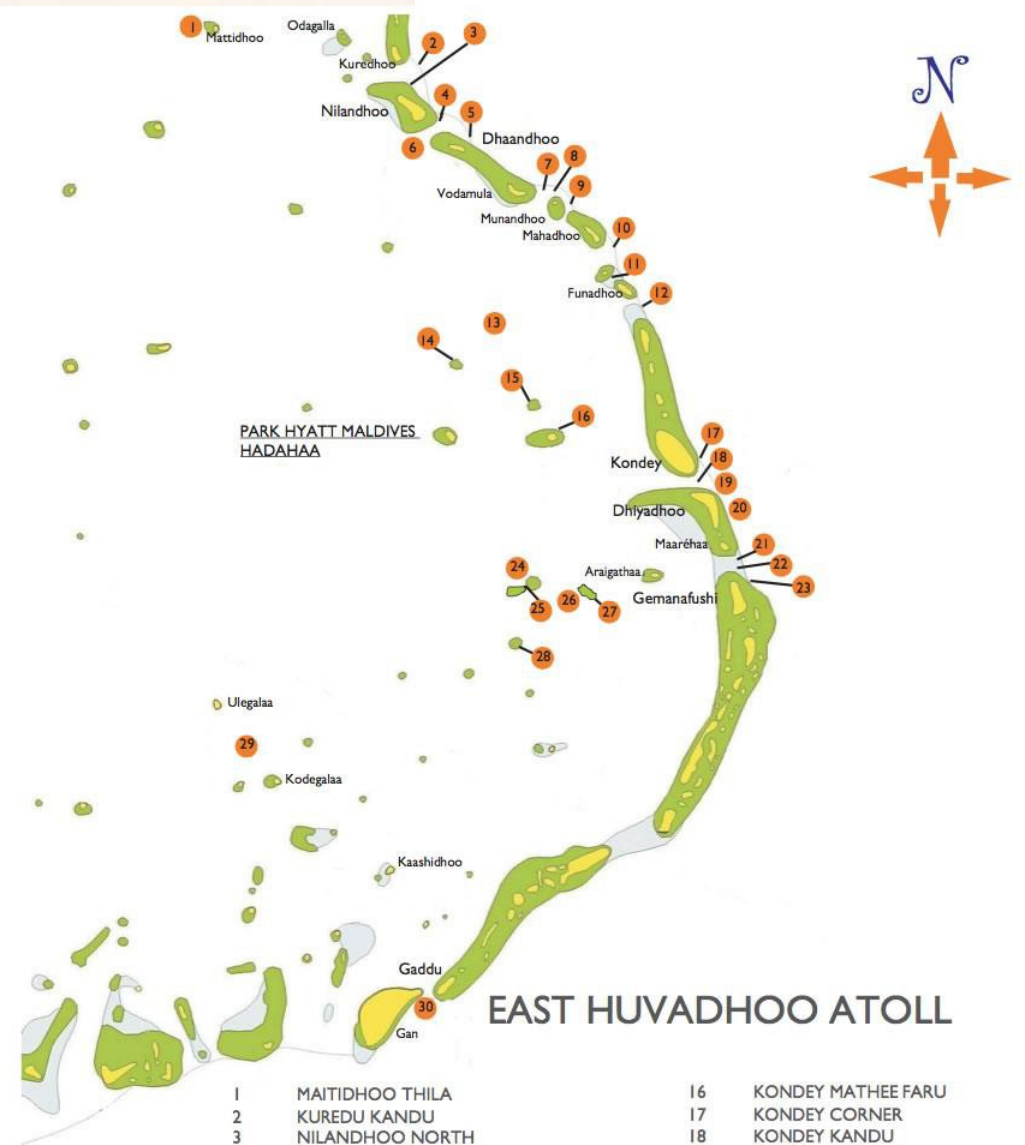 1
Mattidhoo
Odagalla
3
2
Kuredhoo
N
Nilandhoo
4
5
6
Dhaandhoo
7
8
9
Vodamula
Munandhoo
Mahadhoo
10
11
Funadhoo
12
13
14
15
16
PARK HYATT MALDIVES
HADAHAA
17
Kondey
18
19
Dhiyadhoo
20
Maaréhaa
21
22
23
24
Araigathaa
25
26
27
Gemanafushi
28
Ulegalaa
29
Kodegalaa
Kaashidhoo
Gaddu
30
Gan
EAST HUVADHOO ATOLL
1 MAITIDHOO THILA
2 KUREDU KANDU
3 NILANDHOO NORTH
16 KONDEY MATHEE FARU
17 KONDEY CORNER
18 KONDEY KANDU